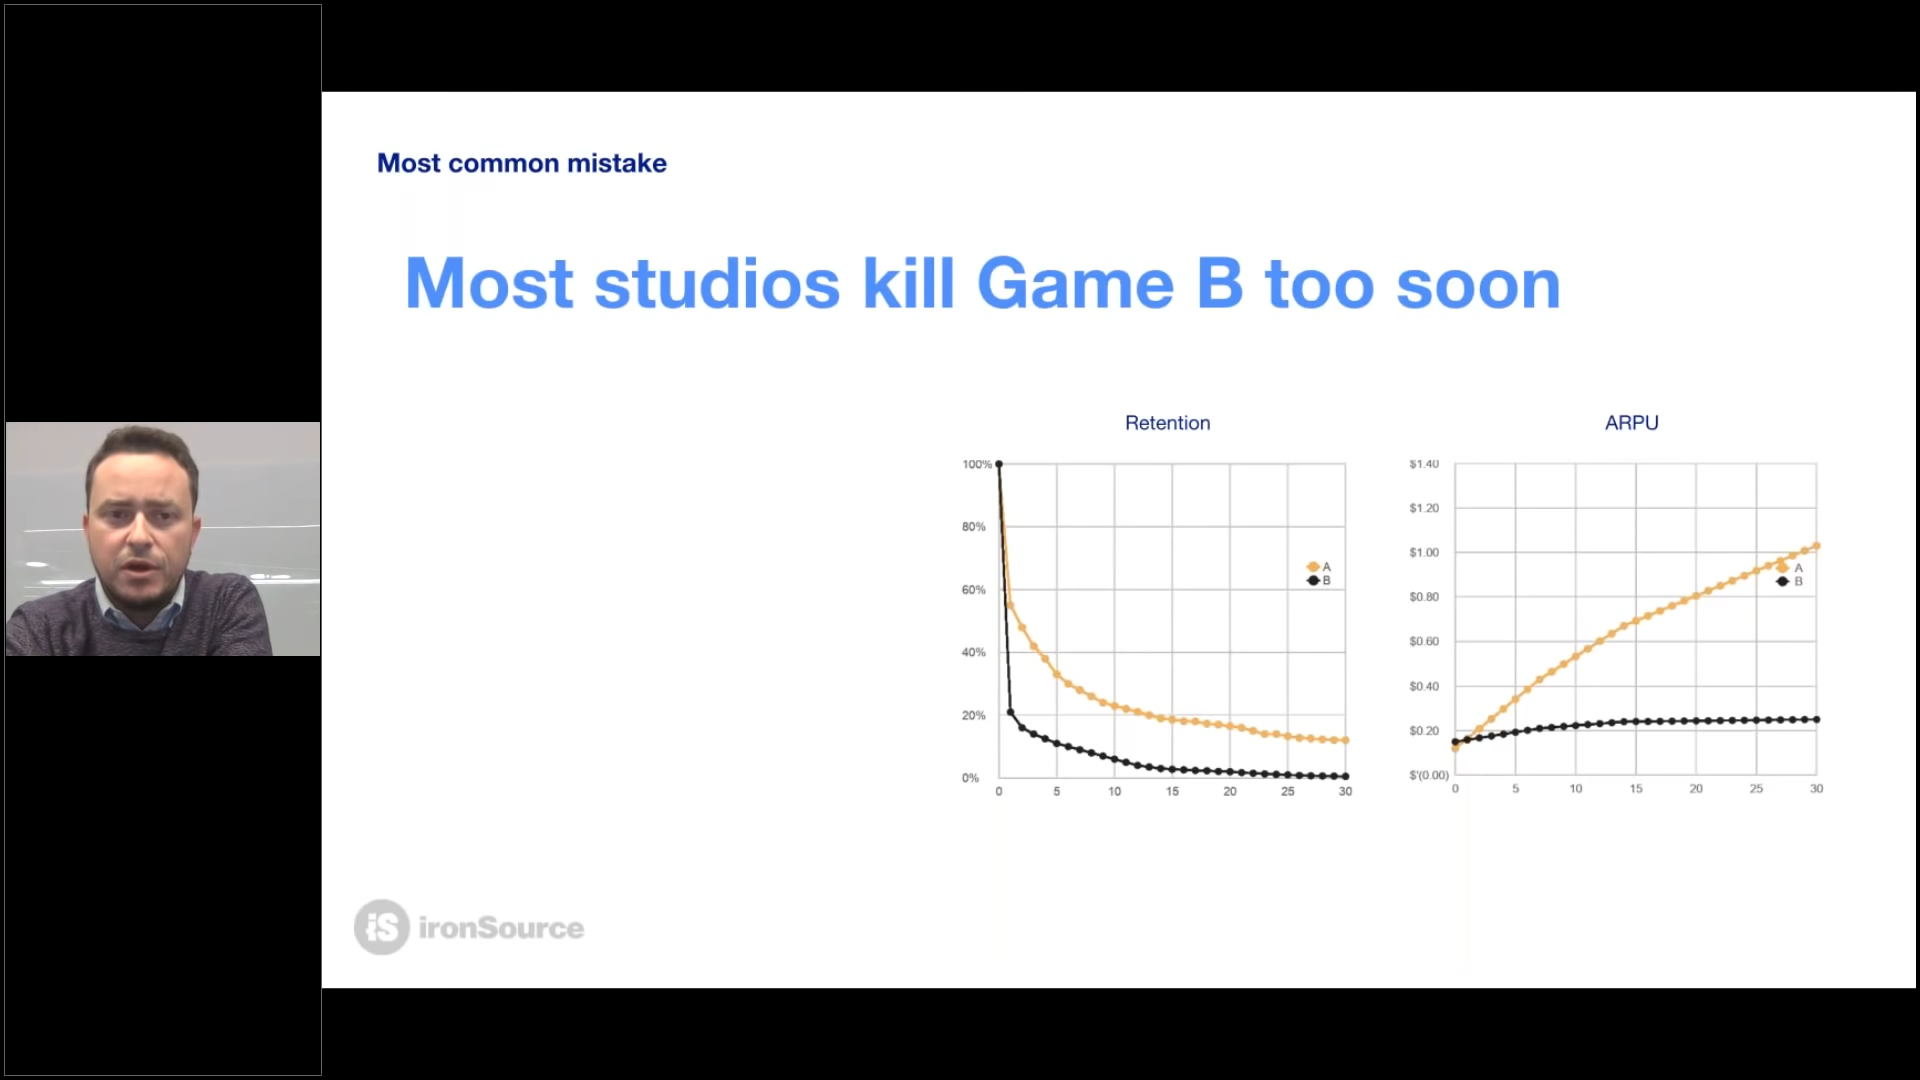 Most common mistake
Most studios kill Game B too soon
Retention
100%
80%
60%
40%
20%
0%
0 5 10 15 20 25 30
A
B
ARPU
$1.40
$1.20
$1.00
$0.80
$0.60
$0.40
$0.20
$'(0.00)
0 5 10 15 20 25 30
A
B
iS ironSource